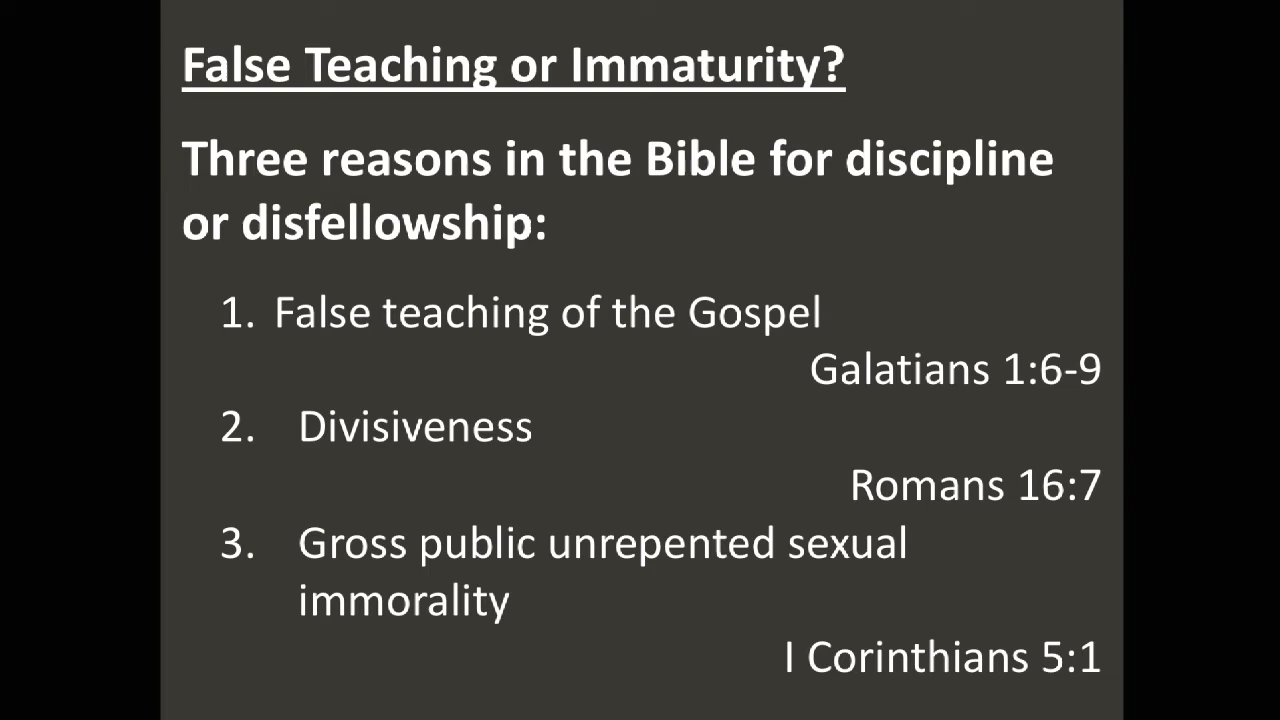 False Teaching or Immaturity?
Three reasons in the Bible for discipline
or disfellowship:
1. False teaching of the Gospel
Galatians 1:6-9
2. Divisiveness
Romans 16:7
3. Gross public unrepented sexual
immorality
I Corinthians 5:1